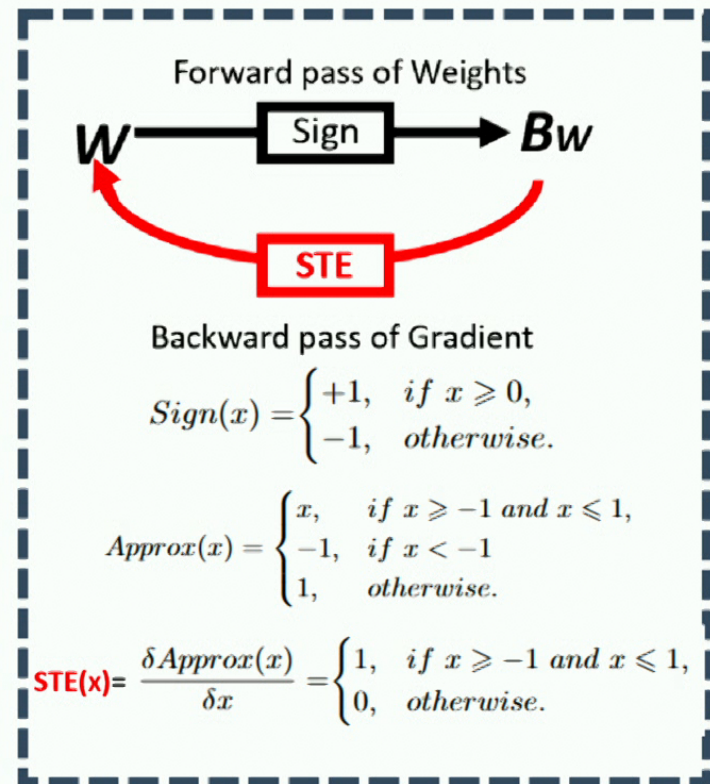 Forward pass of Weights
W Sign Bw
STE
Backward pass of Gradient
Sign(x) = { +1, if x ⩾ 0,
−1, otherwise.
Approx(x) = { x, if x ⩾ −1 and x ⩽ 1,
−1, if x < −1
1, otherwise.
STE(x)= δApprox(x) / δx = { 1, if x ⩾ −1 and x ⩽ 1,
0, otherwise.